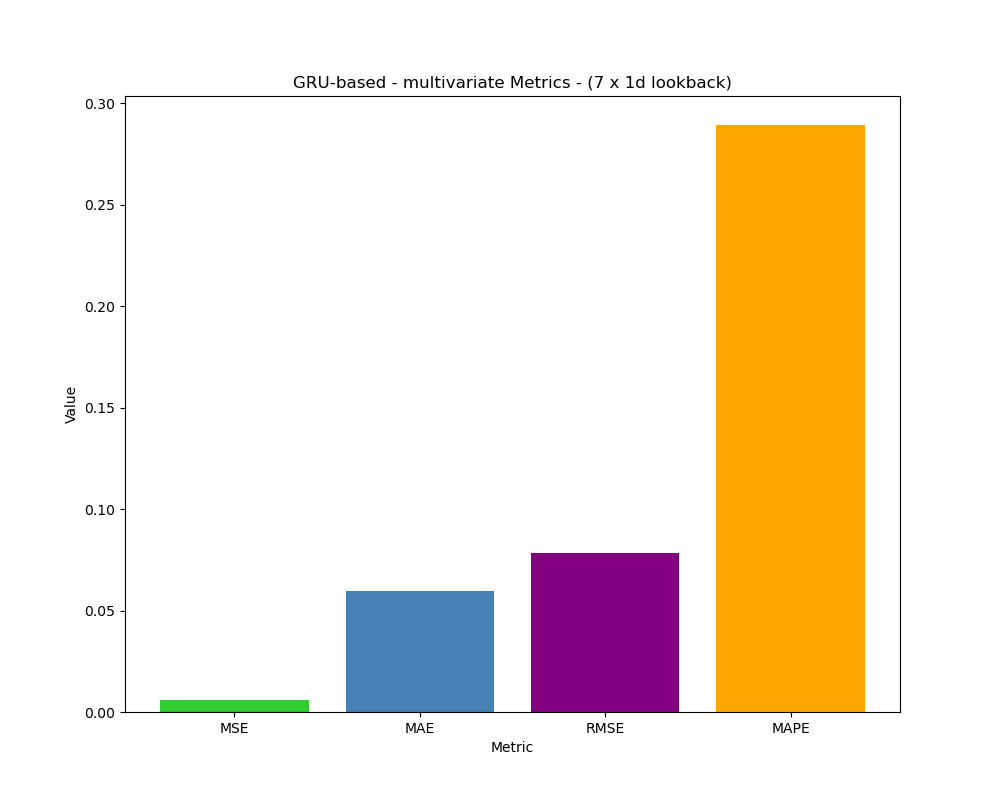 GRU-based - multivariate Metrics - (7 x 1d lookback)
0.30
0.25
0.20
0.15
0.10
0.05
0.00
Value
MSE MAE RMSE MAPE
Metric